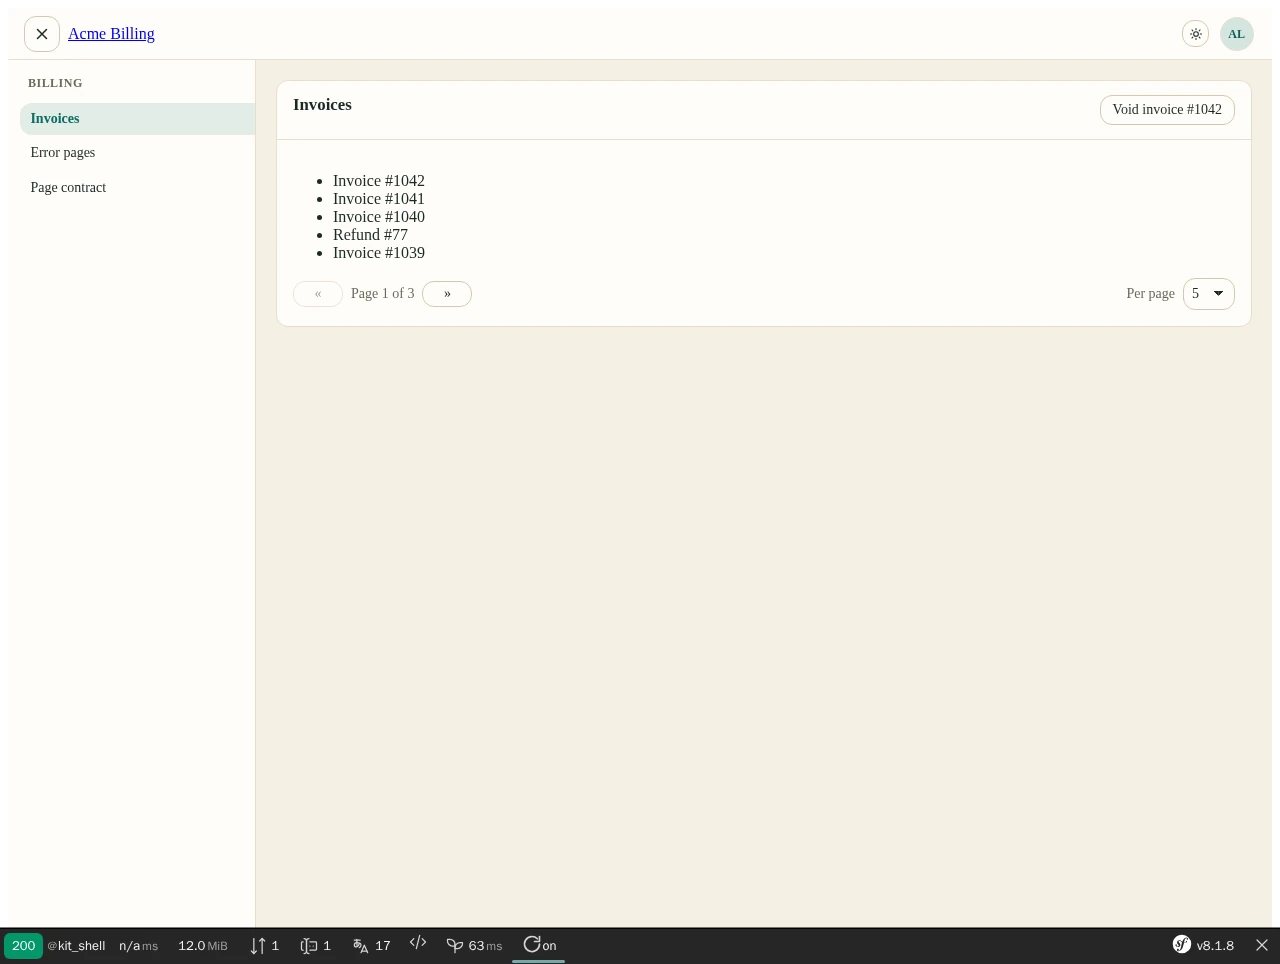 Acme Billing
AL
BILLING
Invoices
Error pages
Page contract
Invoices
Void invoice #1042
Invoice #1042
Invoice #1041
Invoice #1040
Refund #77
Invoice #1039
«
Page 1 of 3
»
Per page
5
200 @kit_shell n/a ms 12.0 MiB 1 1 17 </> 63 ms on sf v8.1.8